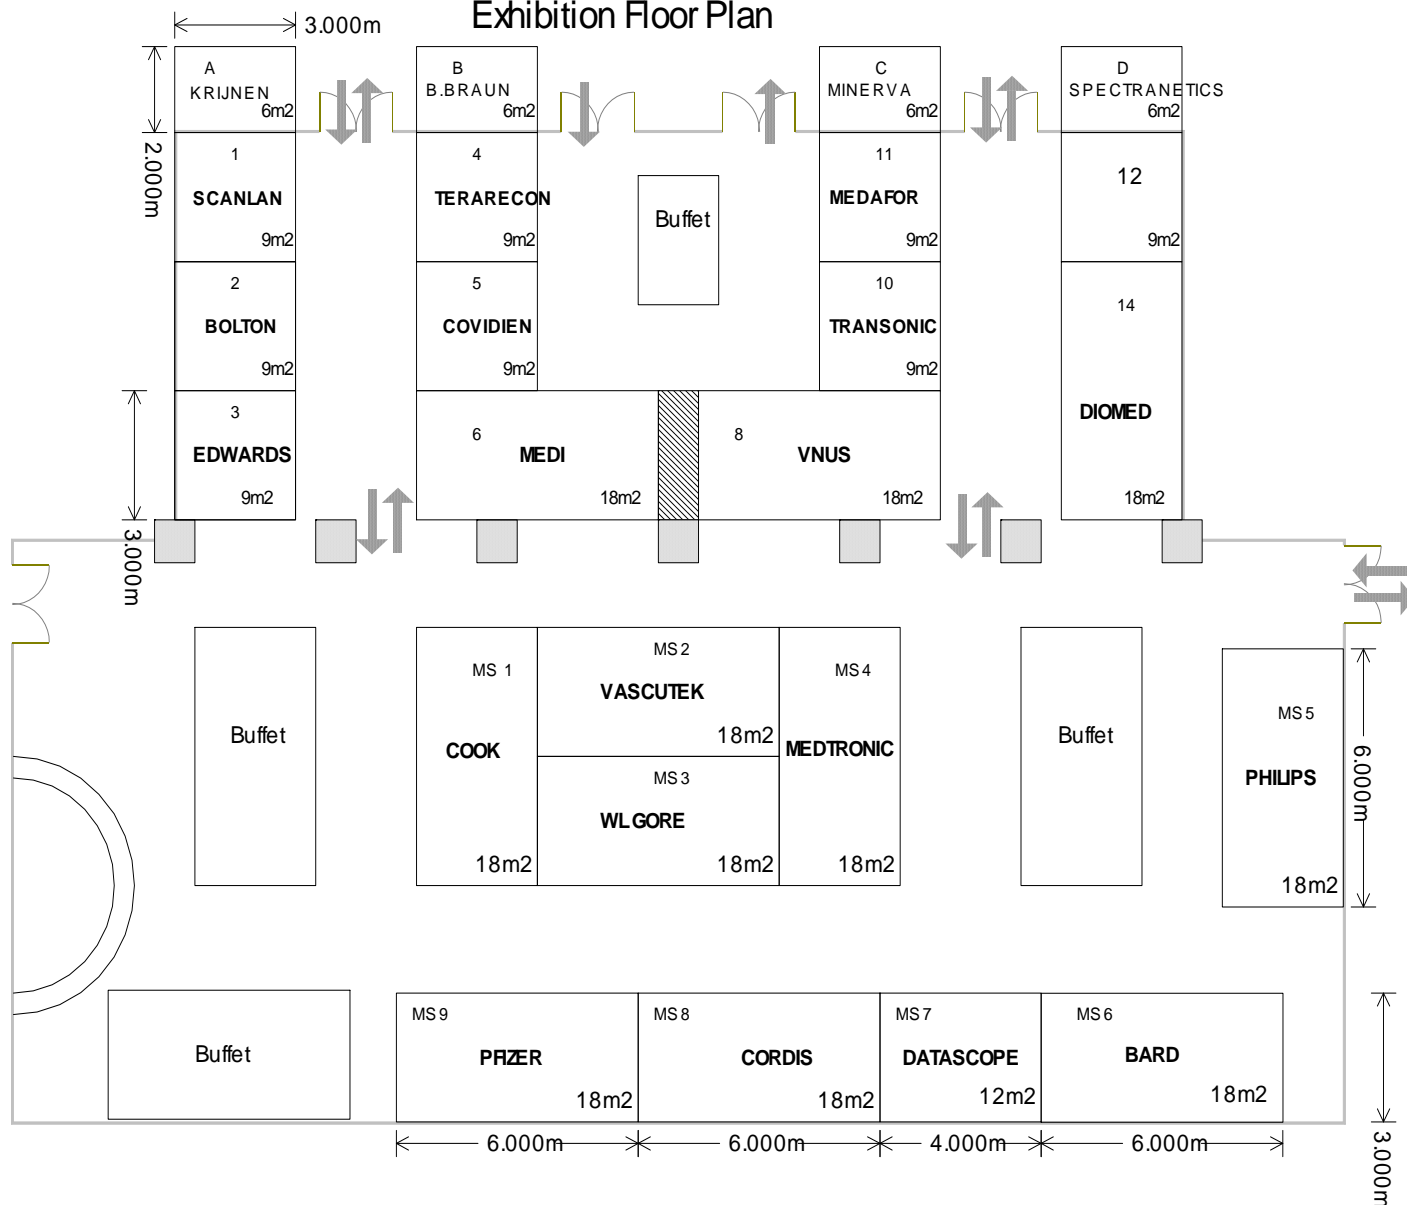 Exhibition Floor Plan
3.000m
A
KRIJNEN
6m2
B
B.BRAUN
6m2
C
MINERVA
6m2
D
SPECTRANETICS
6m2
2.000m
1
SCANLAN
9m2
4
TERARECON
9m2
Buffet
11
MEDAFOR
9m2
12
9m2
2
BOLTON
9m2
5
COVIDIEN
9m2
10
TRANSONIC
9m2
14
DIOMED
18m2
3
EDWARDS
9m2
6
MEDI
18m2
8
VNUS
18m2
3.000m
Buffet
MS 1
COOK
18m2
MS 2
VASCUTEK
18m2
MS 3
WL GORE
18m2
MS 4
MEDTRONIC
18m2
Buffet
MS 5
PHILIPS
18m2
6.000m
Buffet
MS 9
PFIZER
18m2
MS 8
CORDIS
18m2
MS 7
DATASCOPE
12m2
MS 6
BARD
18m2
6.000m
6.000m
4.000m
6.000m
3.000m